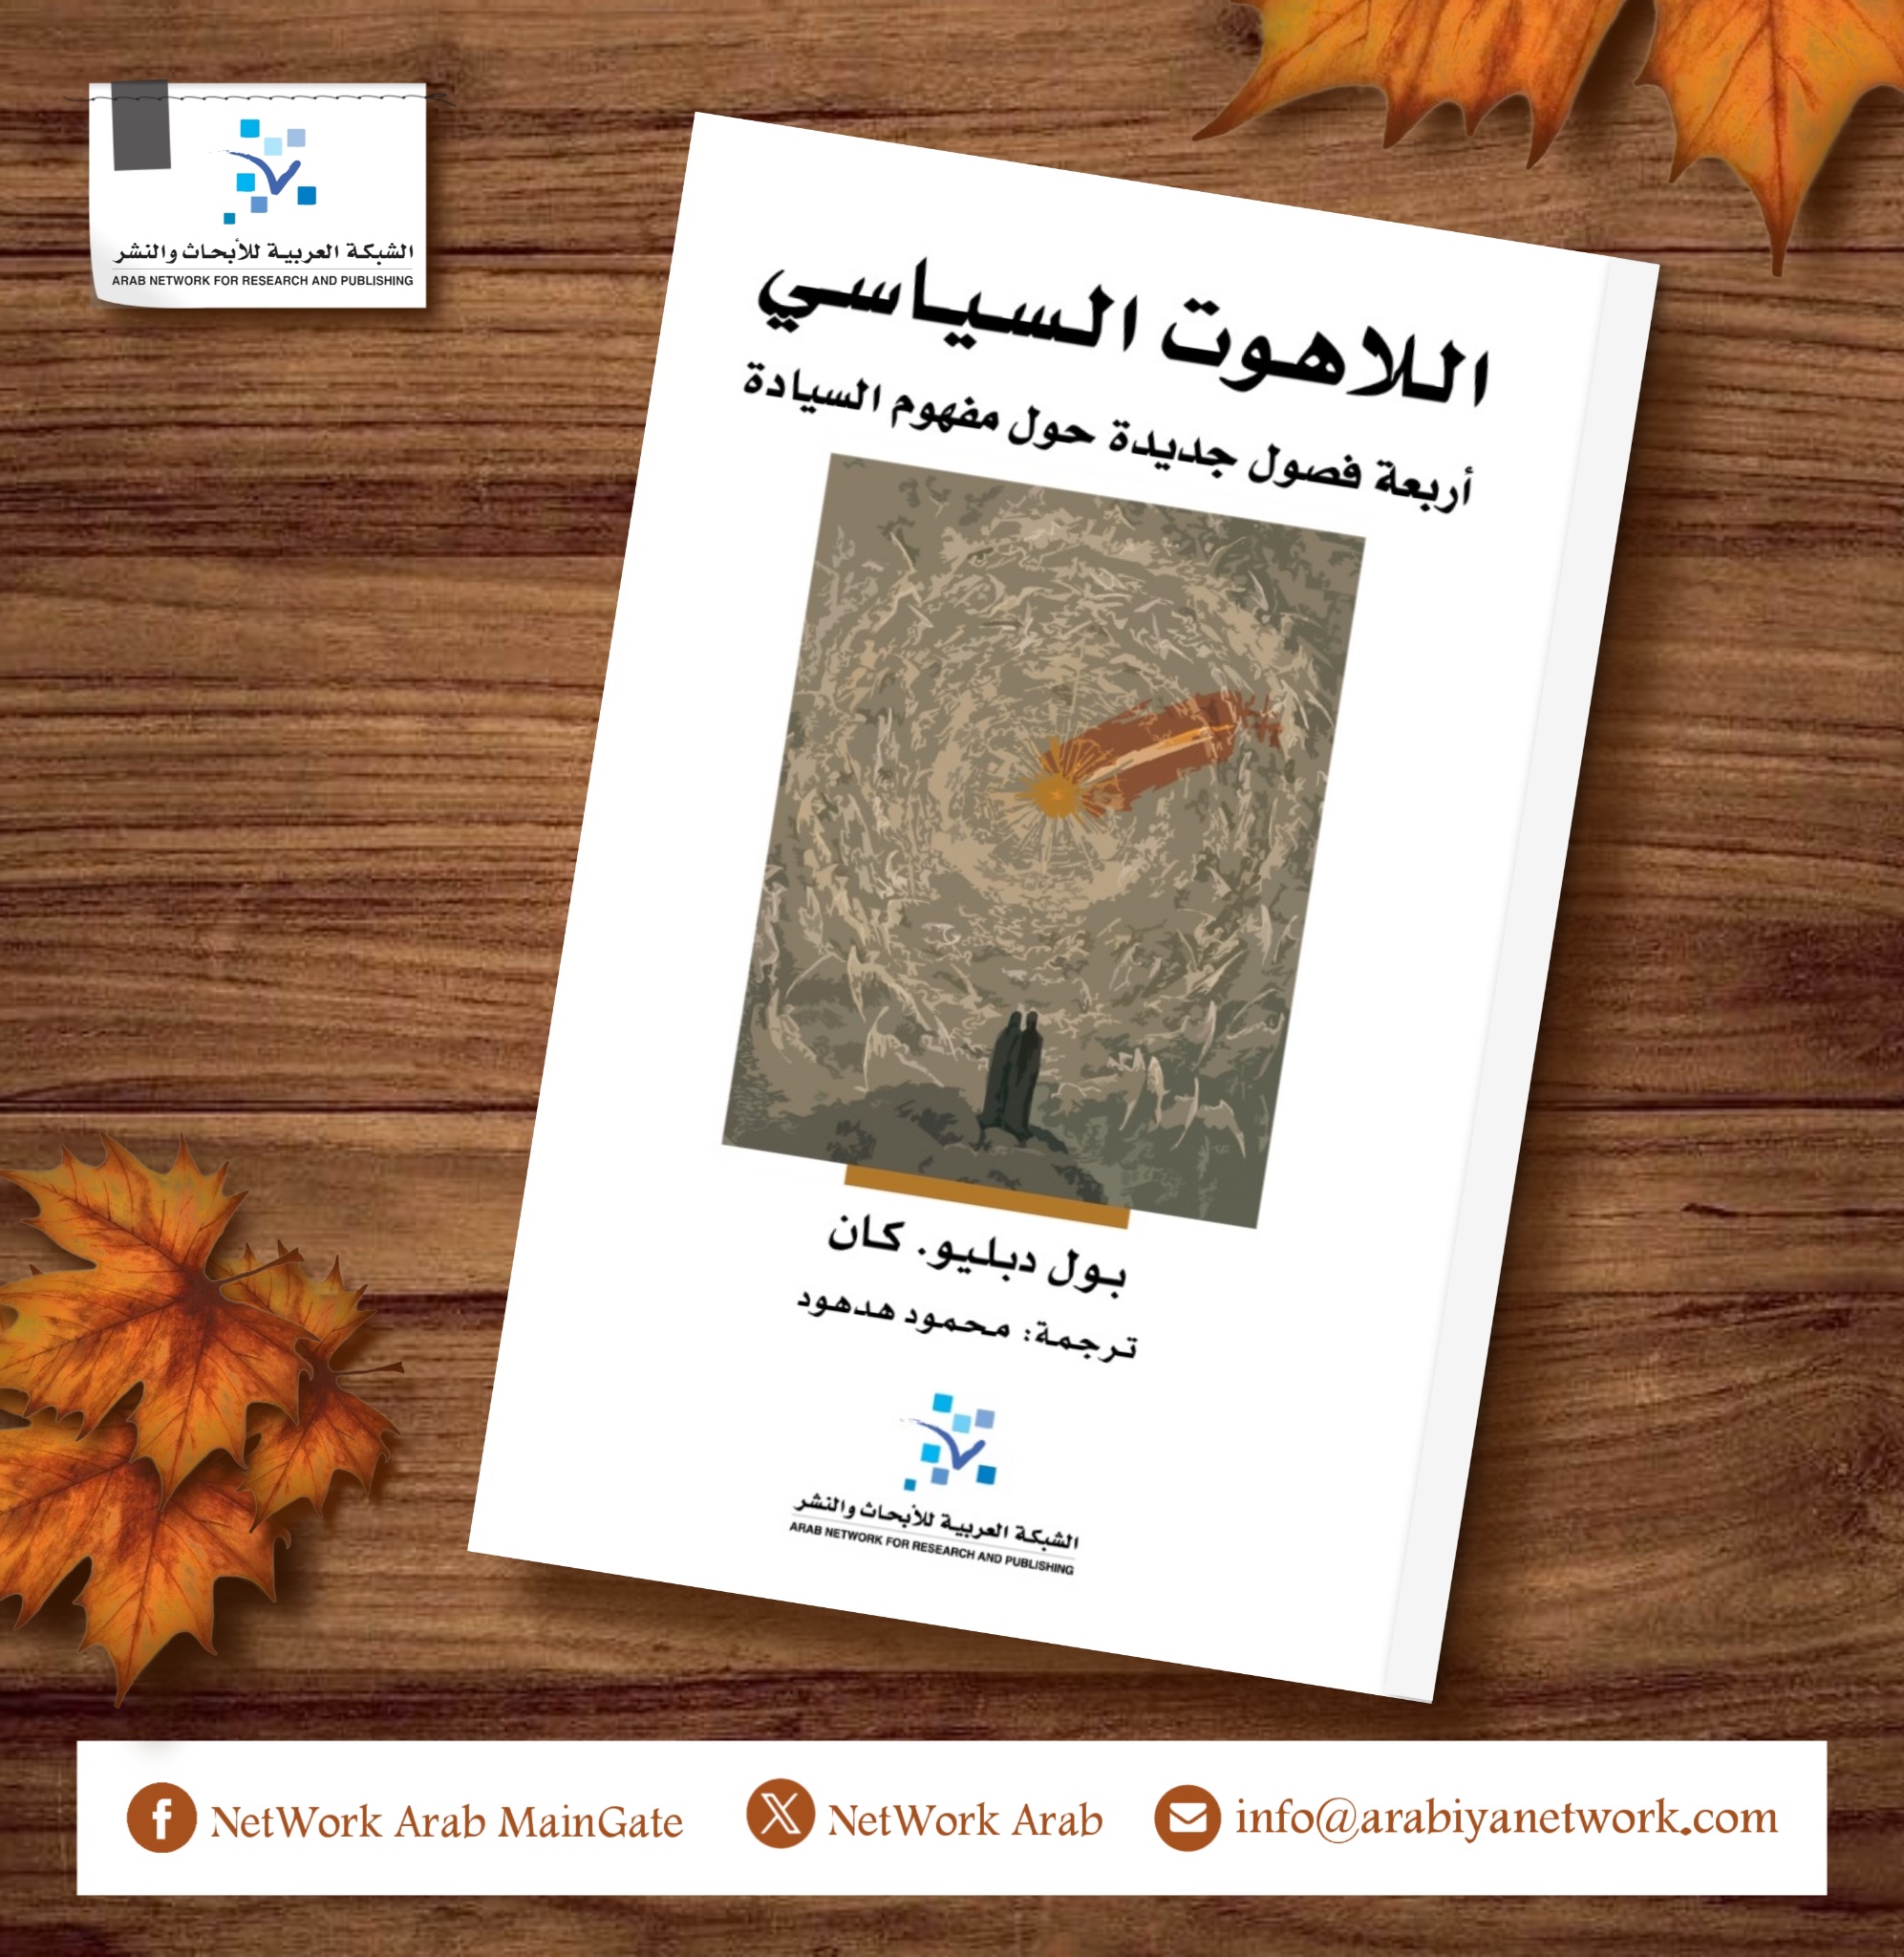 الشبكة العربية للأبحاث والنشر
ARAB NETWORK FOR RESEARCH AND PUBLISHING
اللاهوت السياسي
أربعة فصول جديدة حول مفهوم السيادة
بول دبليو. كان
ترجمة: محمود هدهود
الشبكة العربية للأبحاث والنشر
ARAB NETWORK FOR RESEARCH AND PUBLISHING
NetWork Arab MainGate
NetWork Arab
info@arabiyanetwork.com